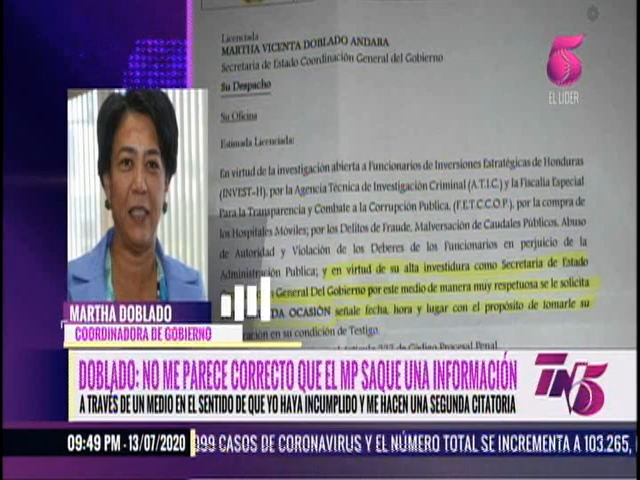 Licenciada
MARTHA VICENTA DOBLADO ANDARA
Secretaria de Estado Coordinación General del Gobierno
Su Despacho
Su Oficina
Estimada Licenciada:
En virtud de la investigación abierta a Funcionarios de Inversiones Estratégicas de Honduras
(INVEST-H), por la Agencia Técnica de Investigación Criminal (A.T.I.C.) y la Fiscalía Especial
Para la Transparencia y Combate a la Corrupción Publica, (F.E.T.C.C.O.P.), por la compra de
los Hospitales Móviles; por los Delitos de Fraude, Malversación de Caudales Públicos, Abuso
de Autoridad y Violación de los Deberes de los Funcionarios en perjuicio de la
Administración Publica; y en virtud de su alta investidura como Secretaria de Estado
General Del Gobierno por este medio de manera muy respetuosa se le solicita
DA OCASIÓN señale fecha, hora y lugar con el propósito de tomarle su
en su condición de Testigo.
Código Procesal Penal
5
EL LIDER
MARTHA DOBLADO
COORDINADORA DE GOBIERNO
DOBLADO: NO ME PARECE CORRECTO QUE EL MP SAQUE UNA INFORMACIÓN
A TRAVÉS DE UN MEDIO EN EL SENTIDO DE QUE YO HAYA INCUMPLIDO Y ME HACEN UNA SEGUNDA CITATORIA
TN5
09:49 PM - 13/07/2020
999 CASOS DE CORONAVIRUS Y EL NÚMERO TOTAL SE INCREMENTA A 103.265,